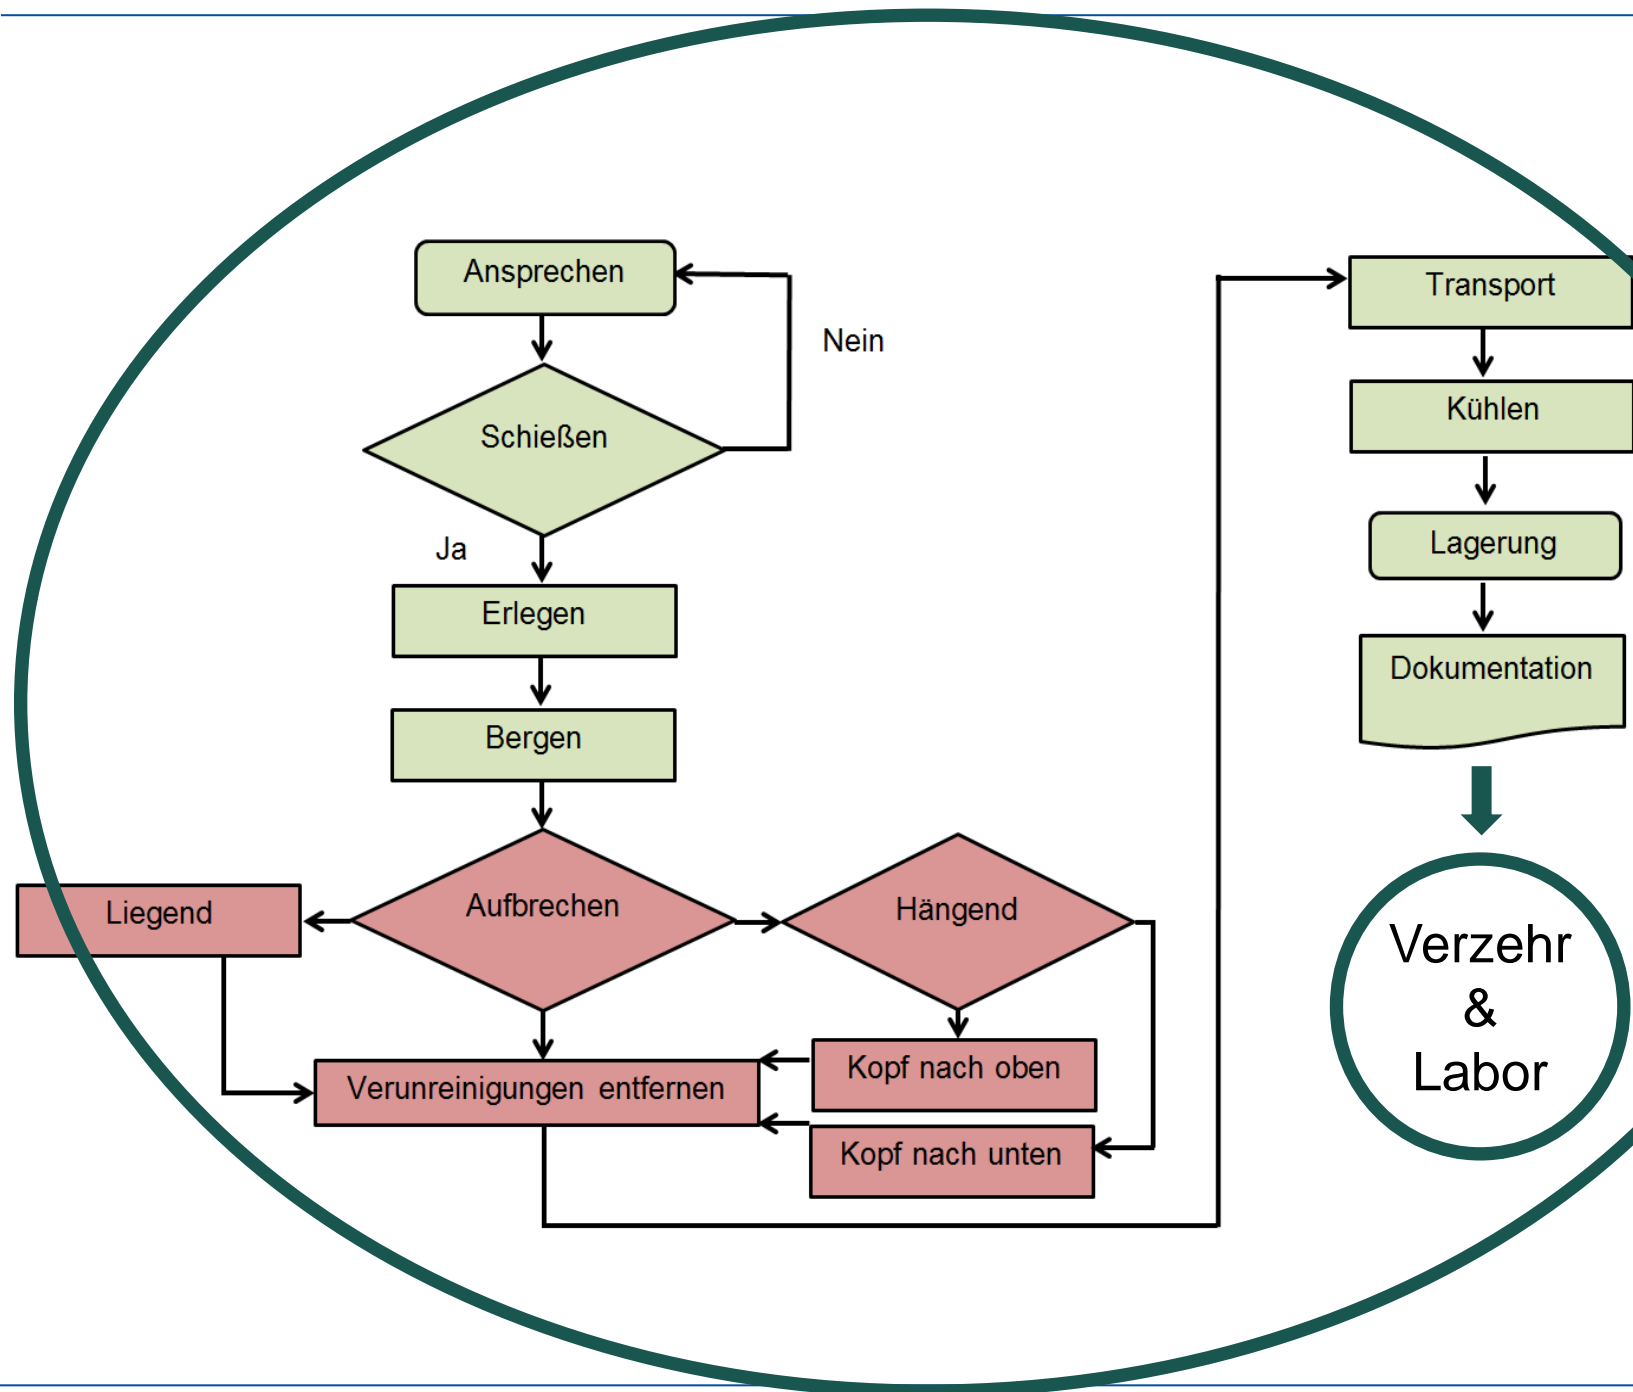 Ansprechen
Nein
Schießen
Ja
Erlegen
Bergen
Aufbrechen
Liegend
Hängend
Kopf nach oben
Verunreinigungen entfernen
Kopf nach unten
Transport
Kühlen
Lagerung
Dokumentation
Verzehr
&
Labor